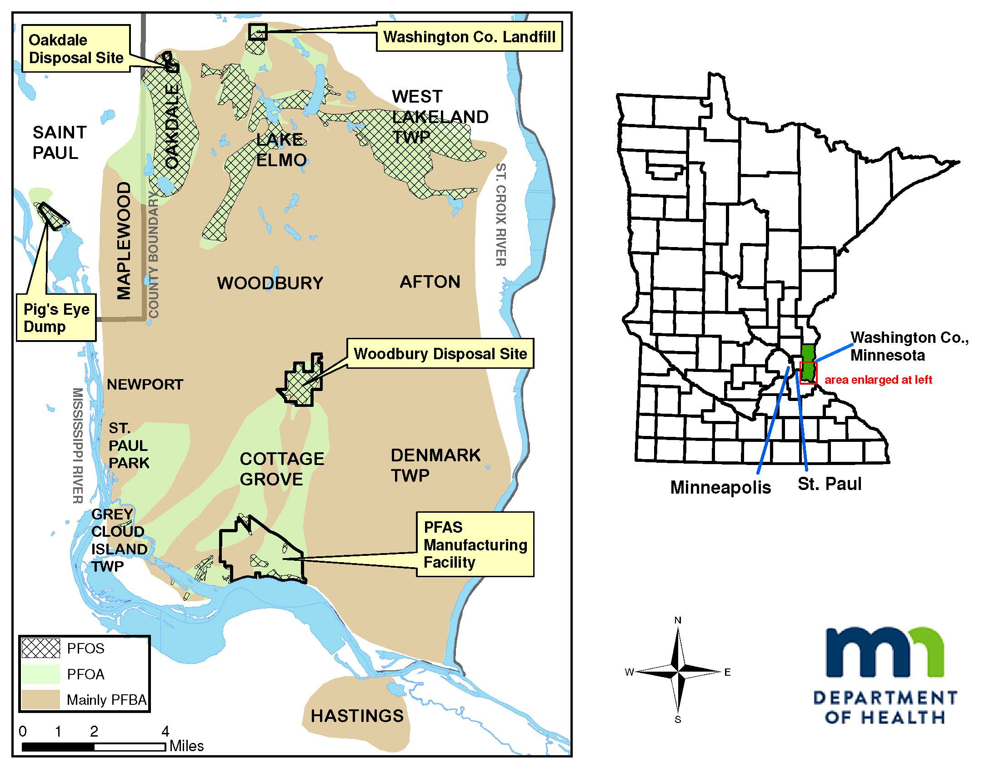 Oakdale
Disposal Site
Washington Co. Landfill
OAKDALE
WEST
LAKELAND
TWP
SAINT
PAUL
LAKE
ELMO
ST. CROIX RIVER
MAPLEWOOD
COUNTY BOUNDARY
WOODBURY
AFTON
Pig's Eye
Dump
Woodbury Disposal Site
NEWPORT
MISSISSIPPI RIVER
ST.
PAUL
PARK
COTTAGE
GROVE
DENMARK
TWP
GREY
CLOUD
ISLAND
TWP
PFAS
Manufacturing
Facility
PFOS
PFOA
Mainly PFBA
HASTINGS
0 1 2 4
Miles
Washington Co.,
Minnesota
area enlarged at left
Minneapolis
St. Paul
N
W
E
S
mn
DEPARTMENT
OF HEALTH